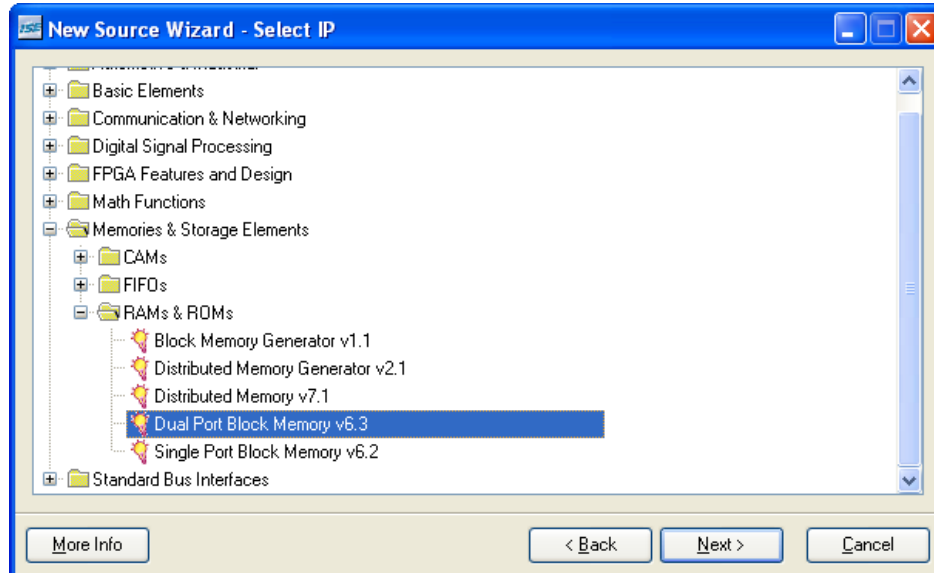 ISE New Source Wizard - Select IP
Basic Elements
Communication & Networking
Digital Signal Processing
FPGA Features and Design
Math Functions
Memories & Storage Elements
CAMs
FIFOs
RAMs & ROMs
Block Memory Generator v1.1
Distributed Memory Generator v2.1
Distributed Memory v7.1
Dual Port Block Memory v6.3
Single Port Block Memory v6.2
Standard Bus Interfaces
More Info < Back Next > Cancel